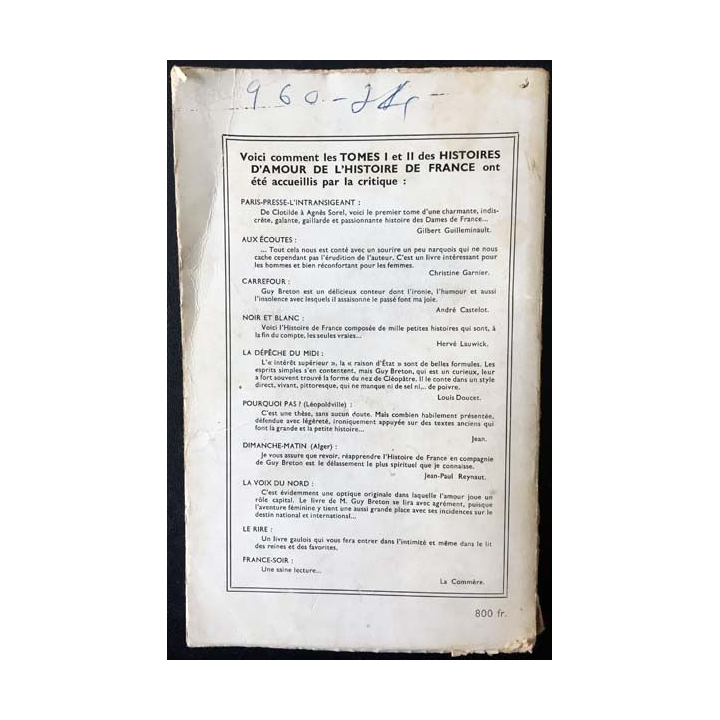 960-
Voici comment les TOMES I et II des HISTOIRES
D'AMOUR DE L'HISTOIRE DE FRANCE ont
été accueillis par la critique :
PARIS-PRESSE-L'INTRANSIGEANT :
De Clotilde à Agnès Sorel, voici le premier tome d'une charmante, indis-
crète, galante, gaillarde et passionnante histoire des Dames de France...
Gilbert Guilleminault.
AUX ÉCOUTES :
... Tout cela nous est conté avec un sourire un peu narquois qui ne nous
cache cependant pas l'érudition de l'auteur. C'est un livre intéressant pour
les hommes et bien réconfortant pour les femmes.
Christine Garnier.
CARREFOUR :
Guy Breton est un délicieux conteur dont l'ironie, l'humour et aussi
l'insolence avec lesquels il assaisonne le passé font ma joie.
André Castelot.
NOIR ET BLANC :
Voici l'Histoire de France composée de mille petites histoires qui sont, à
la fin du compte, les seules vraies...
Hervé Lauwick.
LA DÉPÊCHE DU MIDI :
L'« intérêt supérieur », la « raison d'État » sont de belles formules. Les
esprits simples s'en contentent, mais Guy Breton, qui est un curieux, leur
a fort souvent trouvé la forme du nez de Cléopâtre. Il le conte dans un style
direct, vivant, pittoresque, qui ne manque ni de sel ni... de poivre.
Louis Doucet.
POURQUOI PAS ? (Léopoldville) :
C'est une thèse, sans aucun doute. Mais combien habilement présentée,
défendue avec légèreté, ironiquement appuyée sur des textes anciens qui
font la grande et la petite histoire...
Jean.
DIMANCHE-MATIN (Alger) :
Je vous assure que revoir, réapprendre l'Histoire de France en compagnie
de Guy Breton est le délassement le plus spirituel que je connaisse.
Jean-Paul Reynaut.
LA VOIX DU NORD :
C'est évidemment une optique originale dans laquelle l'amour joue un
rôle capital. Le livre de M. Guy Breton se lira avec agrément, puisque
l'aventure féminine y tient une aussi grande place avec ses incidences sur le
destin national et international...
LE RIRE :
Un livre gaulois qui vous fera entrer dans l'intimité et même dans le lit
des reines et des favorites.
FRANCE-SOIR :
Une saine lecture...
La Commère.
800 fr.